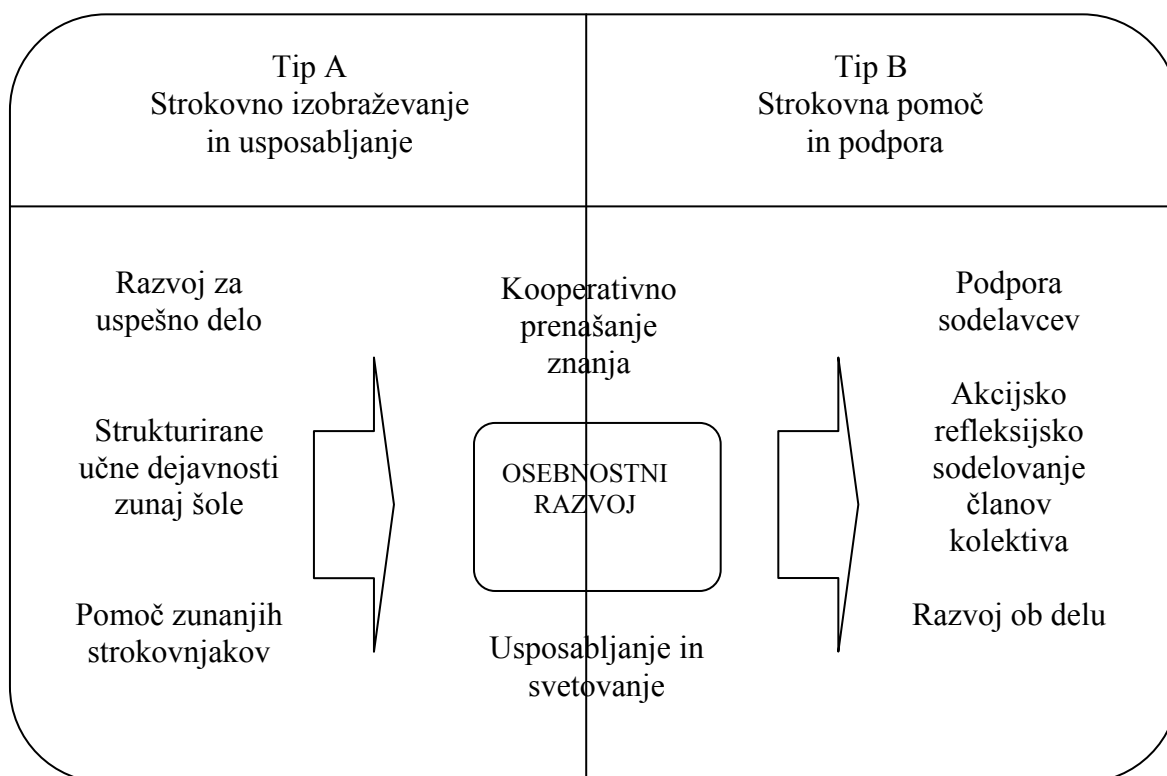 Tip A
Strokovno izobraževanje
in usposabljanje
Tip B
Strokovna pomoč
in podpora
Razvoj za
uspešno delo
Strukturirane
učne dejavnosti
zunaj šole
Pomoč zunanjih
strokovnjakov
Kooperativno
prenašanje
znanja
OSEBNOSTNI
RAZVOJ
Usposabljanje in
svetovanje
Podpora
sodelavcev
Akcijsko
refleksijsko
sodelovanje
članov
kolektiva
Razvoj ob delu